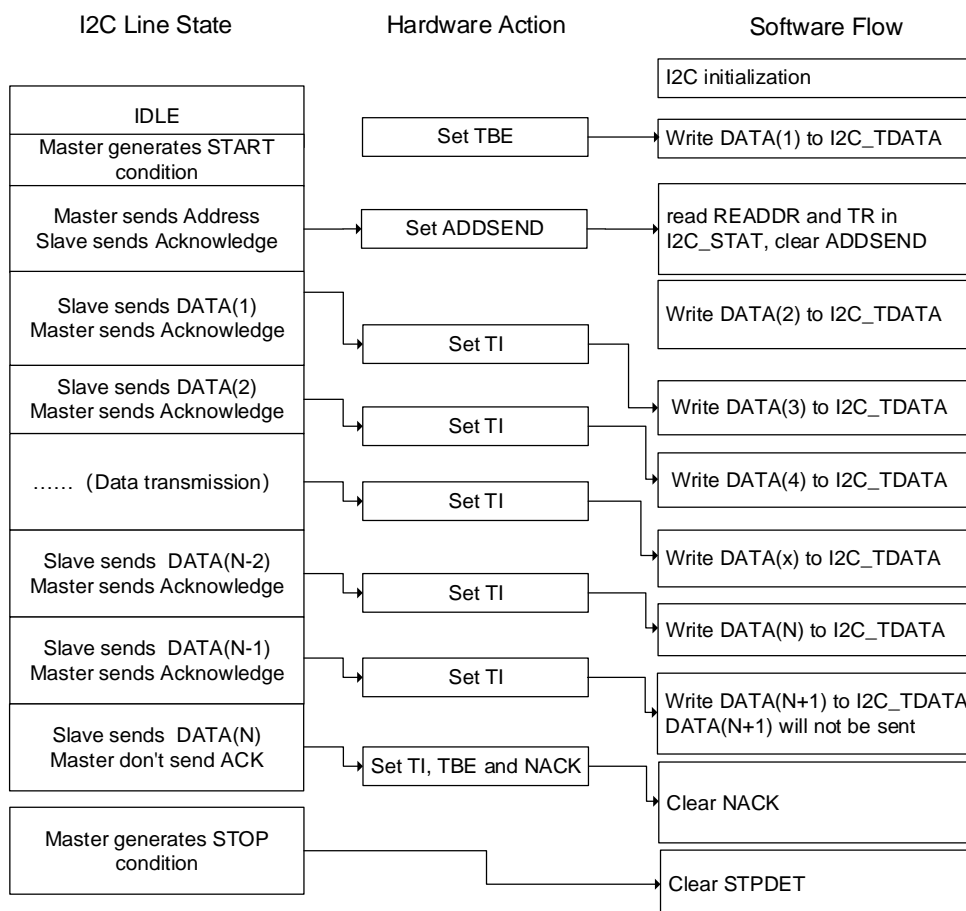 I2C Line State
Hardware Action
Software Flow
I2C initialization
IDLE
Set TBE
Write DATA(1) to I2C_TDATA
Master generates START
condition
Master sends Address
Slave sends Acknowledge
Set ADDSEND
read READDR and TR in
I2C_STAT, clear ADDSEND
Slave sends DATA(1)
Master sends Acknowledge
Write DATA(2) to I2C_TDATA
Set TI
Slave sends DATA(2)
Master sends Acknowledge
Write DATA(3) to I2C_TDATA
Set TI
…… (Data transmission)
Write DATA(4) to I2C_TDATA
Set TI
Write DATA(x) to I2C_TDATA
Slave sends DATA(N-2)
Master sends Acknowledge
Set TI
Write DATA(N) to I2C_TDATA
Slave sends DATA(N-1)
Master sends Acknowledge
Set TI
Write DATA(N+1) to I2C_TDATA
DATA(N+1) will not be sent
Slave sends DATA(N)
Master don't send ACK
Set TI, TBE and NACK
Clear NACK
Master generates STOP
condition
Clear STPDET